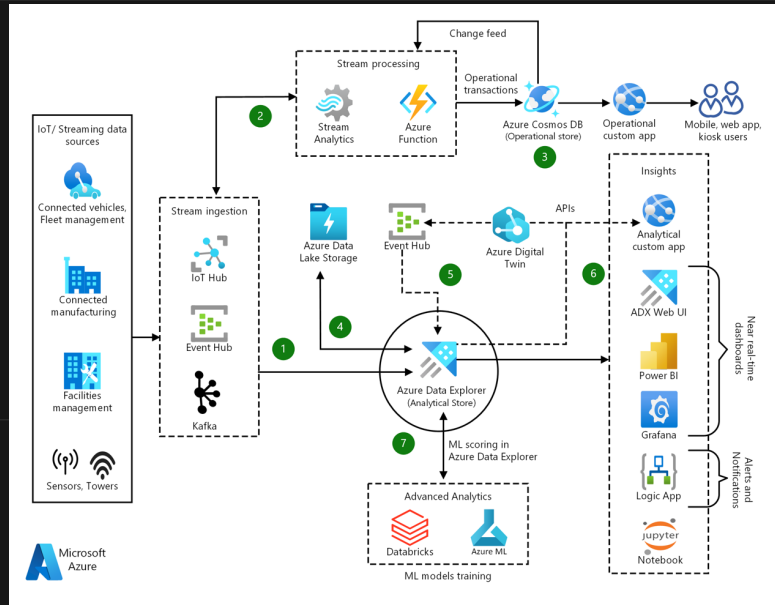 Change feed
Stream processing
Stream
Analytics
Azure
Function
Operational
transactions
Azure Cosmos DB
(Operational store)
Operational
custom app
Mobile, web app,
kiosk users
2
3
IoT/ Streaming data
sources
Connected vehicles,
Fleet management
Connected
manufacturing
Facilities
management
Sensors, Towers
Stream ingestion
IoT Hub
Event Hub
Kafka
1
Azure Data
Lake Storage
4
Event Hub
5
Azure Digital
Twin
APIs
6
Azure Data Explorer
(Analytical Store)
7
ML scoring in
Azure Data Explorer
Advanced Analytics
Databricks
Azure ML
ML models training
Insights
Analytical
custom app
ADX Web UI
Power BI
Grafana
Near real-time
dashboards
Logic App
Alerts and
Notifications
jupyter
Notebook
Microsoft
Azure